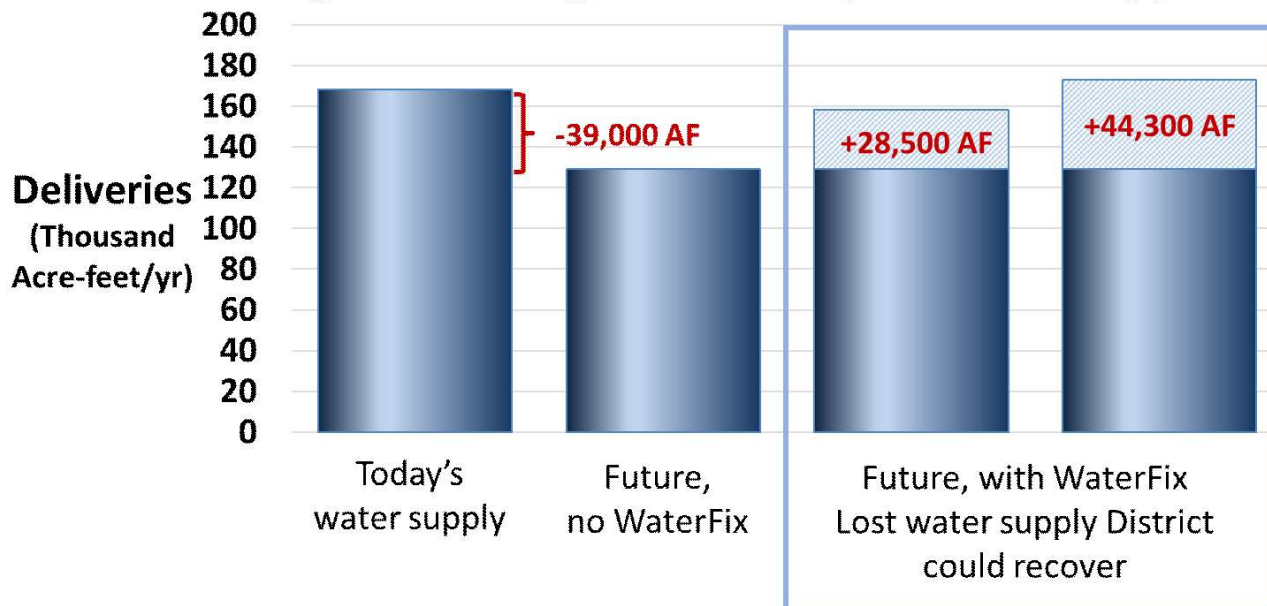 200
180
160
140
120
100
80
60
40
20
0
Deliveries
(Thousand
Acre-feet/yr)
-39,000 AF
+28,500 AF
+44,300 AF
Today's
water supply
Future,
no WaterFix
Future, with WaterFix
Lost water supply District
could recover